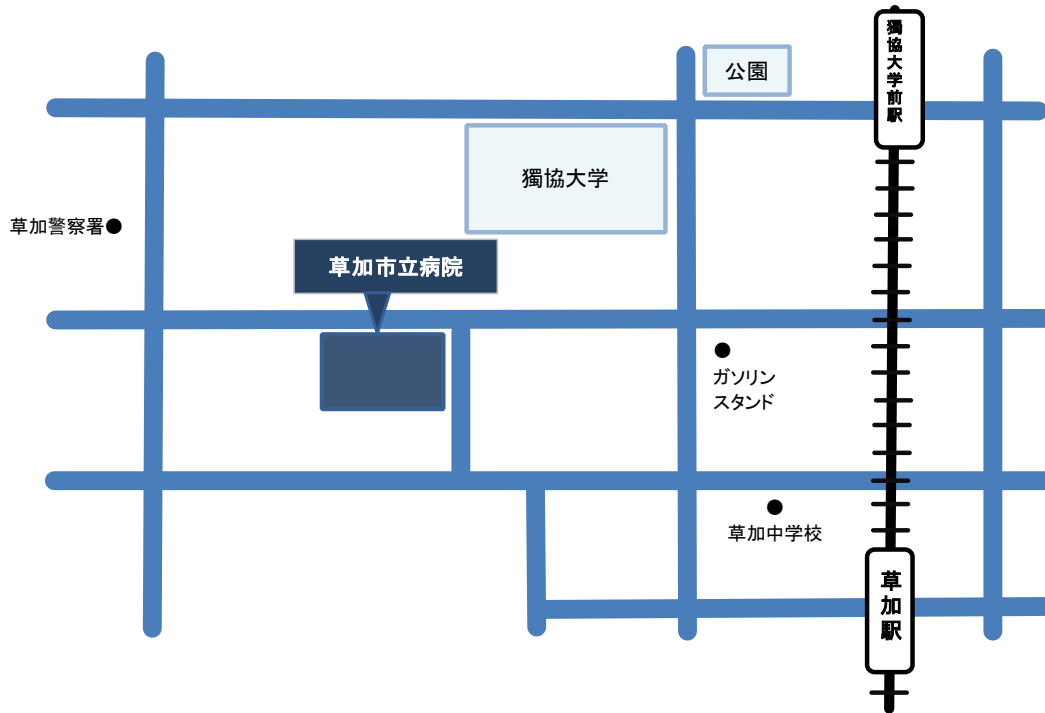 獨協大学前駅
公園
獨協大学
草加警察署
草加市立病院
ガソリン
スタンド
草加中学校
草加駅